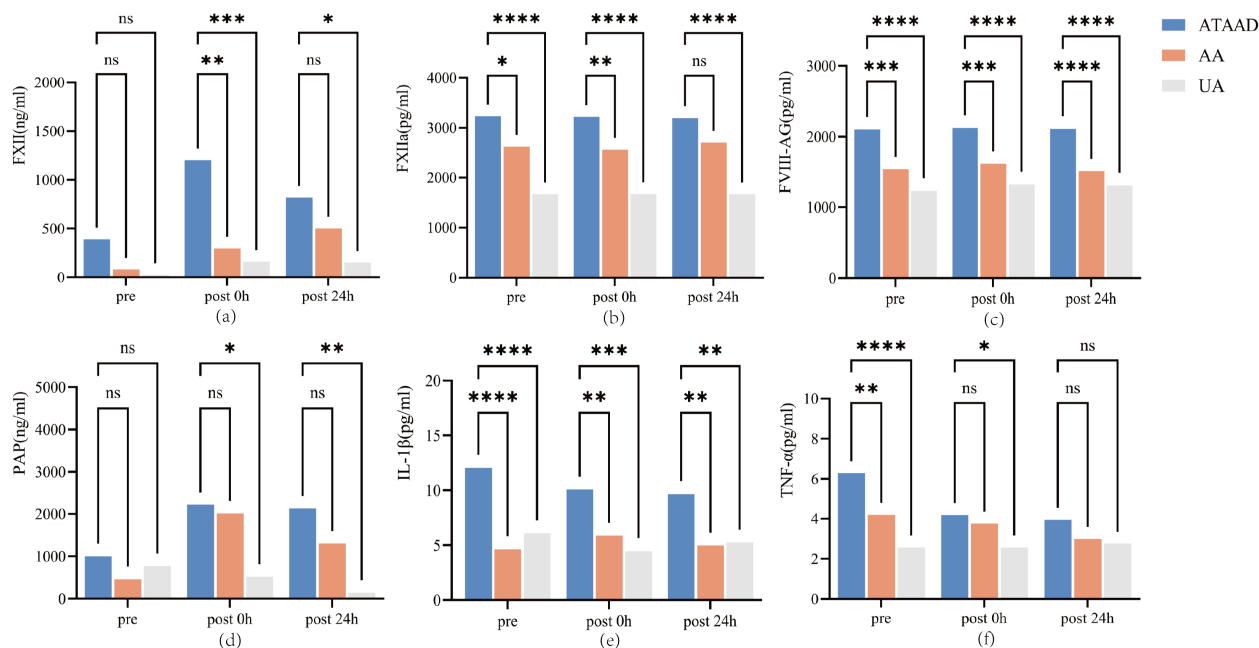 ns
ns
FXII(ng/ml)
2000
1500
1000
500
0
***
**
*
ns
pre
post 0h
post 24h
(a)
****
*
FXIIa(pg/ml)
4000
3000
2000
1000
0
****
**
****
ns
pre
post 0h
post 24h
(b)
****
***
FVIII-AG(pg/ml)
3000
2000
1000
0
****
***
****
****
pre
post 0h
post 24h
(c)
ATAAD
AA
UA
ns
ns
PAP(ng/ml)
5000
4000
3000
2000
1000
0
*
ns
**
ns
pre
post 0h
post 24h
(d)
****
****
IL-1β(pg/ml)
20
15
10
5
0
***
**
**
**
pre
post 0h
post 24h
(e)
****
**
TNF-α(pg/ml)
10
8
6
4
2
0
*
ns
ns
ns
pre
post 0h
post 24h
(f)